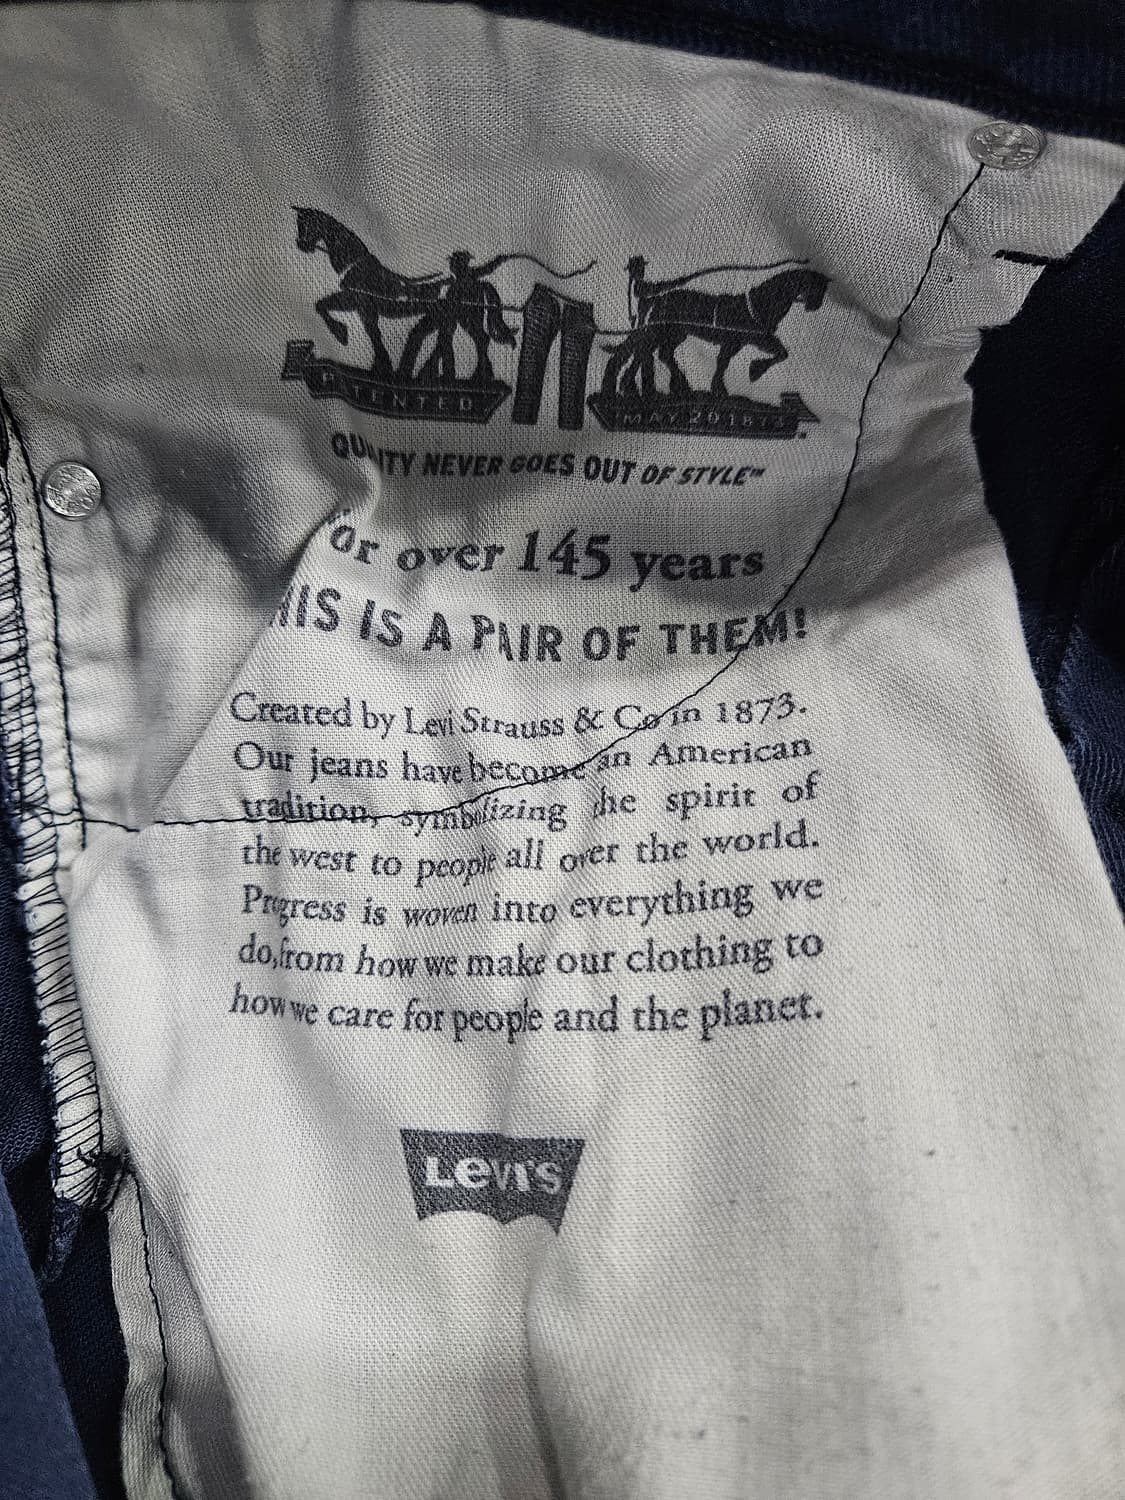 PATENTED MAY 20 1873
QUALITY NEVER GOES OUT OF STYLE™
or over 145 years
HIS IS A PAIR OF THEM!
Created by Levi Strauss & Co in 1873.
Our jeans have become an American
tradition, symbolizing the spirit of
the west to people all over the world.
Progress is woven into everything we
do,from how we make our clothing to
how we care for people and the planet.
Levi's